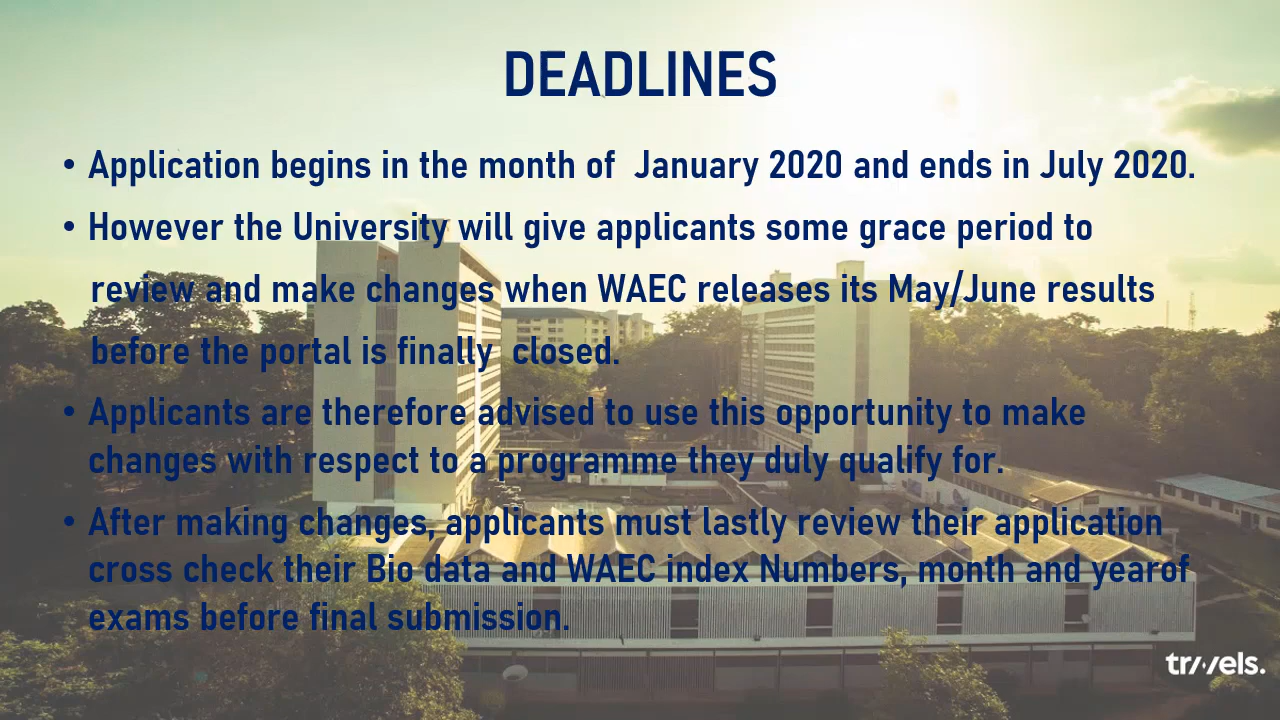 DEADLINES
• Application begins in the month of  January 2020 and ends in July 2020.
• However the University will give applicants some grace period to
review and make changes when WAEC releases its May/June results
before the portal is finally  closed.
• Applicants are therefore advised to use this opportunity to make
changes with respect to a programme they duly qualify for.
• After making changes, applicants must lastly review their application
cross check their Bio data and WAEC index Numbers, month and yearof
exams before final submission.